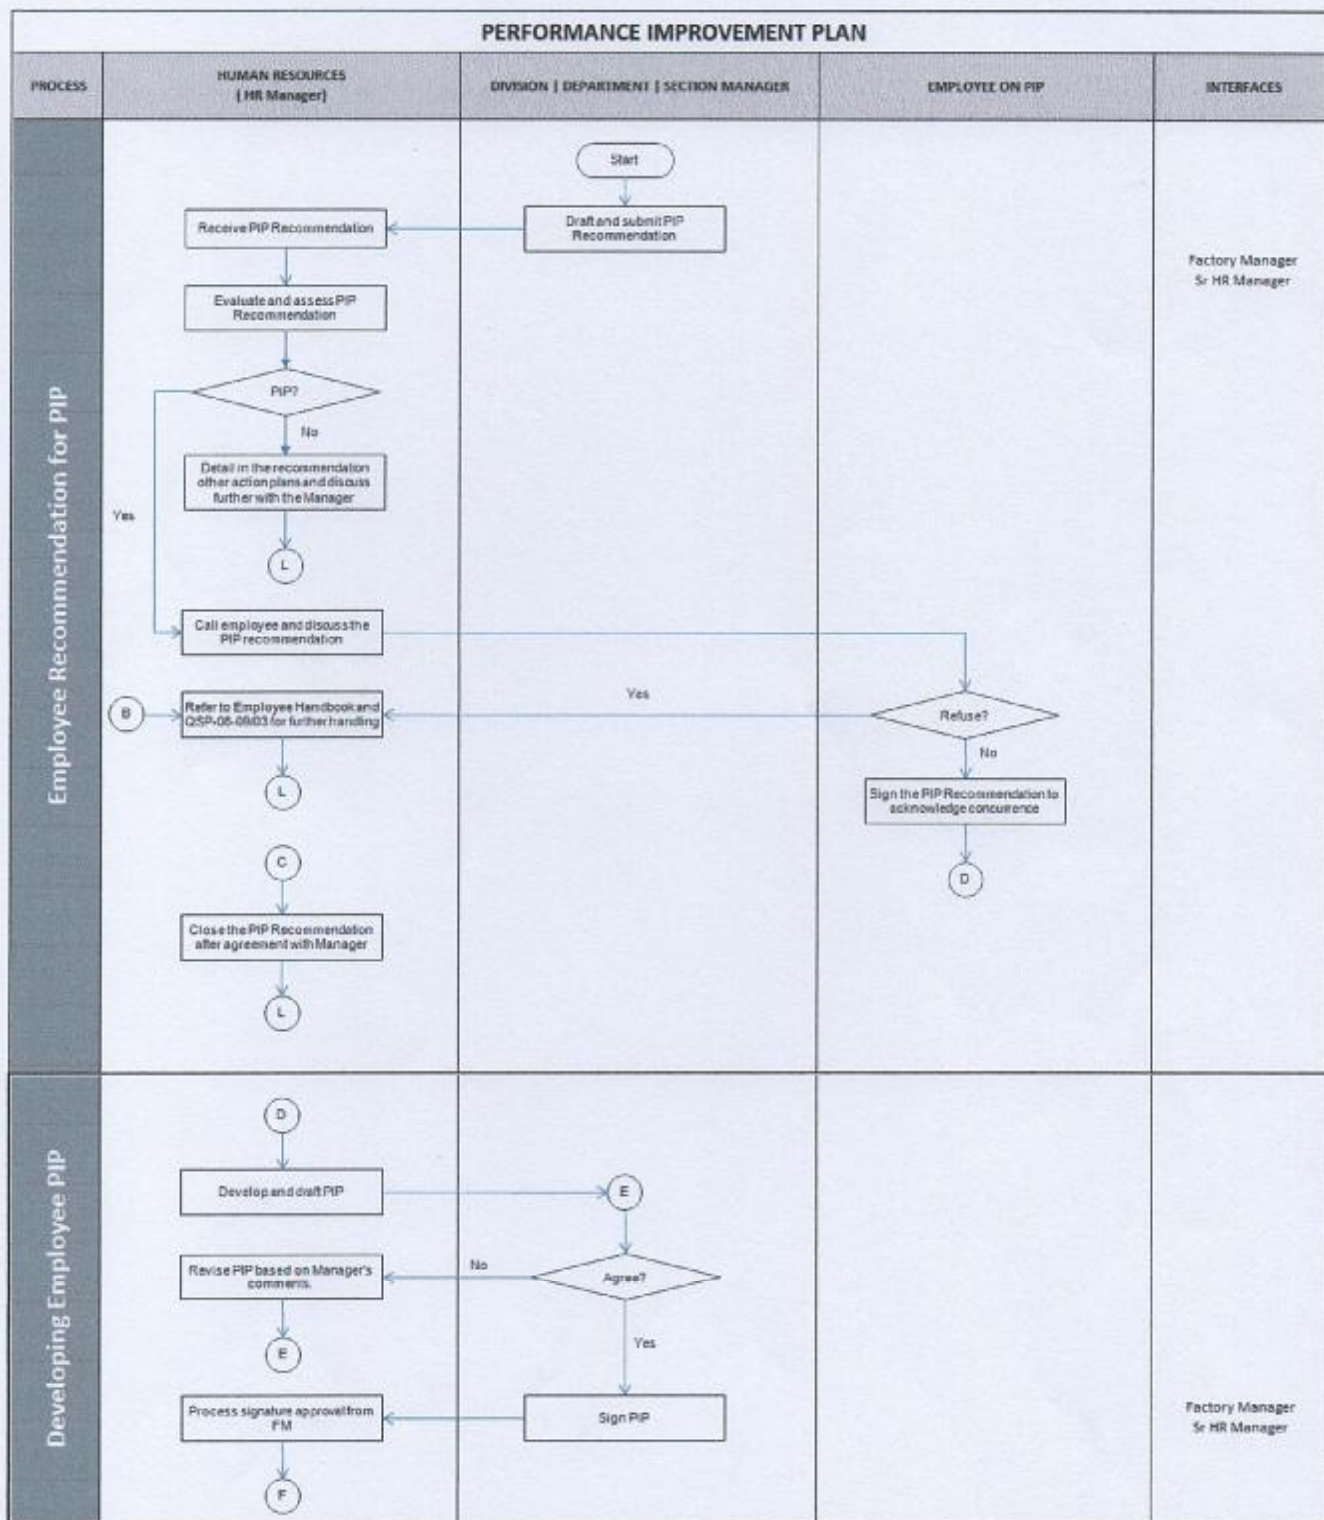 PERFORMANCE IMPROVEMENT PLAN
PROCESS
HUMAN RESOURCES
( HR Manager)
DIVISION | DEPARTMENT | SECTION MANAGER
EMPLOYEE ON PIP
INTERFACES
Employee Recommendation for PIP
Start
Draft and submit PIP
Recommendation
Receive PIP Recommendation
Factory Manager
Sr HR Manager
Evaluate and assess PIP
Recommendation
PIP?
No
Yes
Detail in the recommendation
other action plans and discuss
further with the Manager
L
Call employee and discuss the
PIP recommendation
B
Refer to Employee Handbook and
QSP-08-09/03 for further handling
Yes
Refuse?
No
L
Sign the PIP Recommendation to
acknowledge concurrence
D
C
Close the PIP Recommendation
after agreement with Manager
L
Developing Employee PIP
D
Develop and draft PIP
E
Revise PIP based on Manager's
comments.
No
Agree?
Yes
E
Process signature approval from
FM
Sign PIP
Factory Manager
Sr HR Manager
F